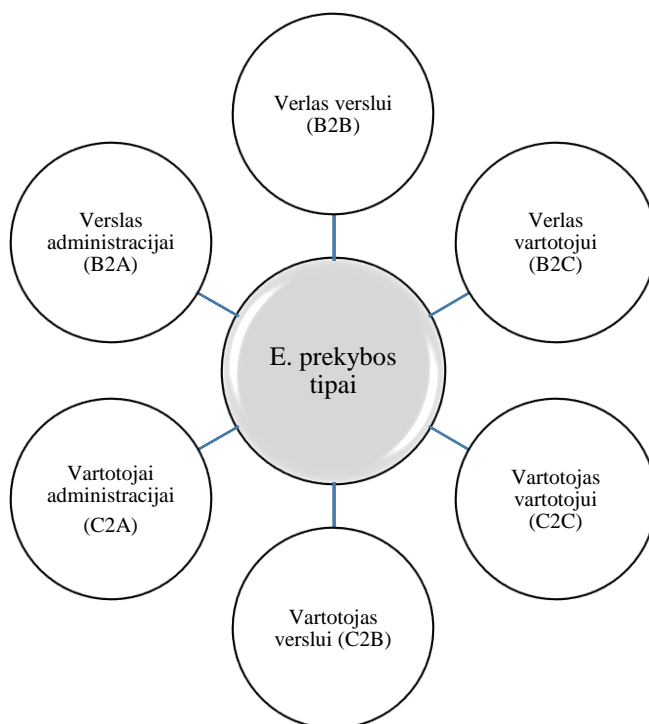 Verlas verslui
(B2B)
Verslas
administracijai
(B2A)
Verlas
vartotojui
(B2C)
E. prekybos
tipai
Vartotojai
administracijai
(C2A)
Vartotojas
vartotojui
(C2C)
Vartotojas
verslui (C2B)